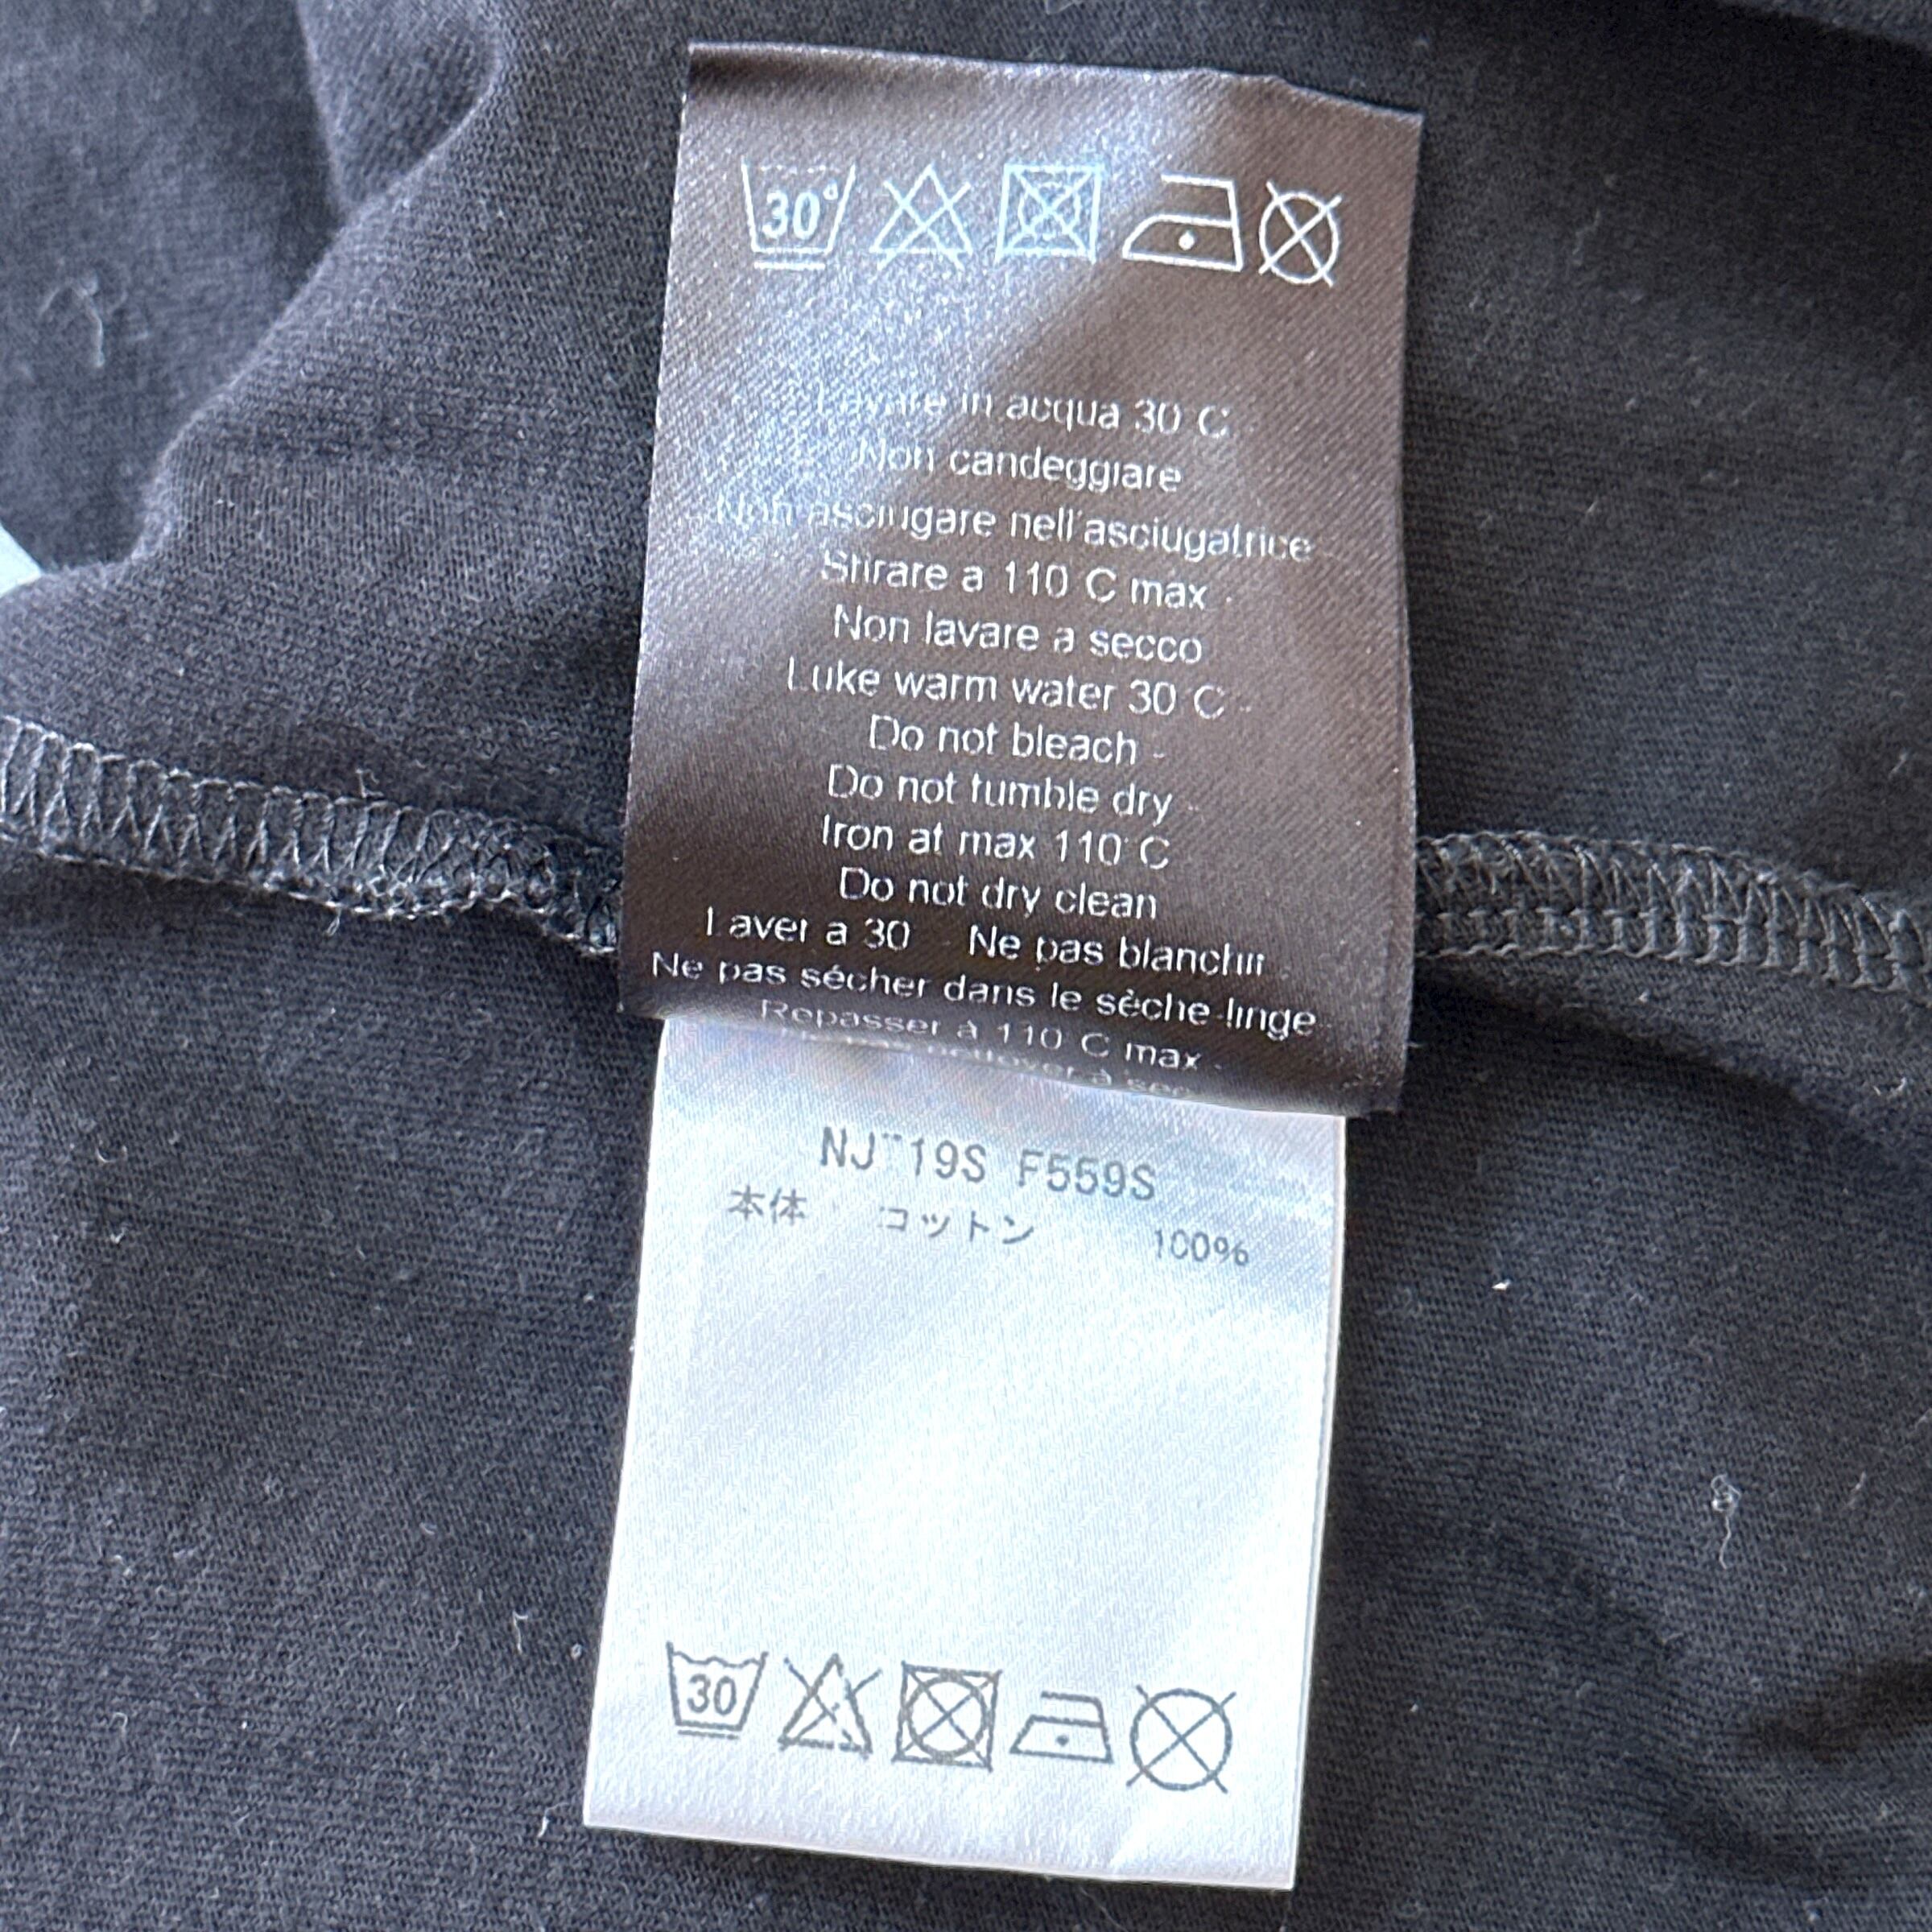 30°
Lavare in acqua 30°C -
Non candeggiare
Non asciugare nell'asciugatrice
Stirare a 110°C max -
Non lavare a secco
Luke warm water 30°C -
Do not bleach -
Do not tumble dry -
Iron at max 110°C
Do not dry clean
Laver a 30 - Ne pas blanchir -
Ne pas sécher dans le sèche-linge
Repasser à 110°C max -
NJ¨19S F559S
本体 コットン 100%
30